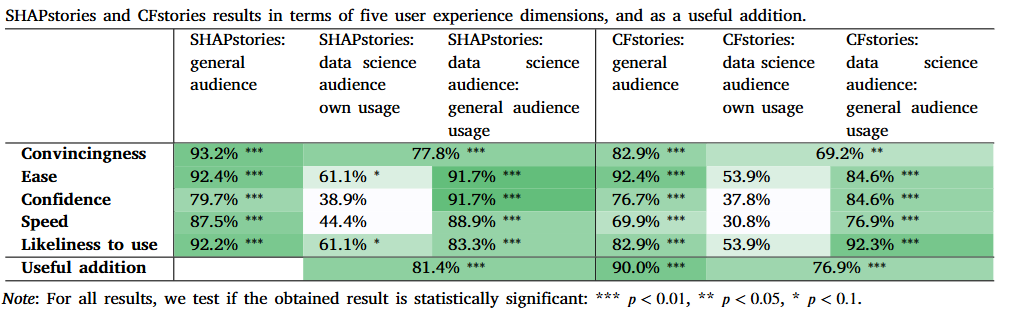 SHAPstories and CFstories results in terms of five user experience dimensions, and as a useful addition.
SHAPstories: general audience | SHAPstories: data science audience own usage | SHAPstories: data science audience: general audience usage | CFstories: general audience | CFstories: data science audience own usage | CFstories: data science audience: general audience usage
Convincingness 93.2% *** 77.8% *** 82.9% *** 69.2% **
Ease 92.4% *** 61.1% * 91.7% *** 92.4% *** 53.9% 84.6% ***
Confidence 79.7% *** 38.9% 91.7% *** 76.7% *** 37.8% 84.6% ***
Speed 87.5% *** 44.4% 88.9% *** 69.9% *** 30.8% 76.9% ***
Likeliness to use 92.2% *** 61.1% * 83.3% *** 82.9% *** 53.9% 92.3% ***
Useful addition 81.4% *** 90.0% *** 76.9% ***
Note: For all results, we test if the obtained result is statistically significant: *** p < 0.01, ** p < 0.05, * p < 0.1.